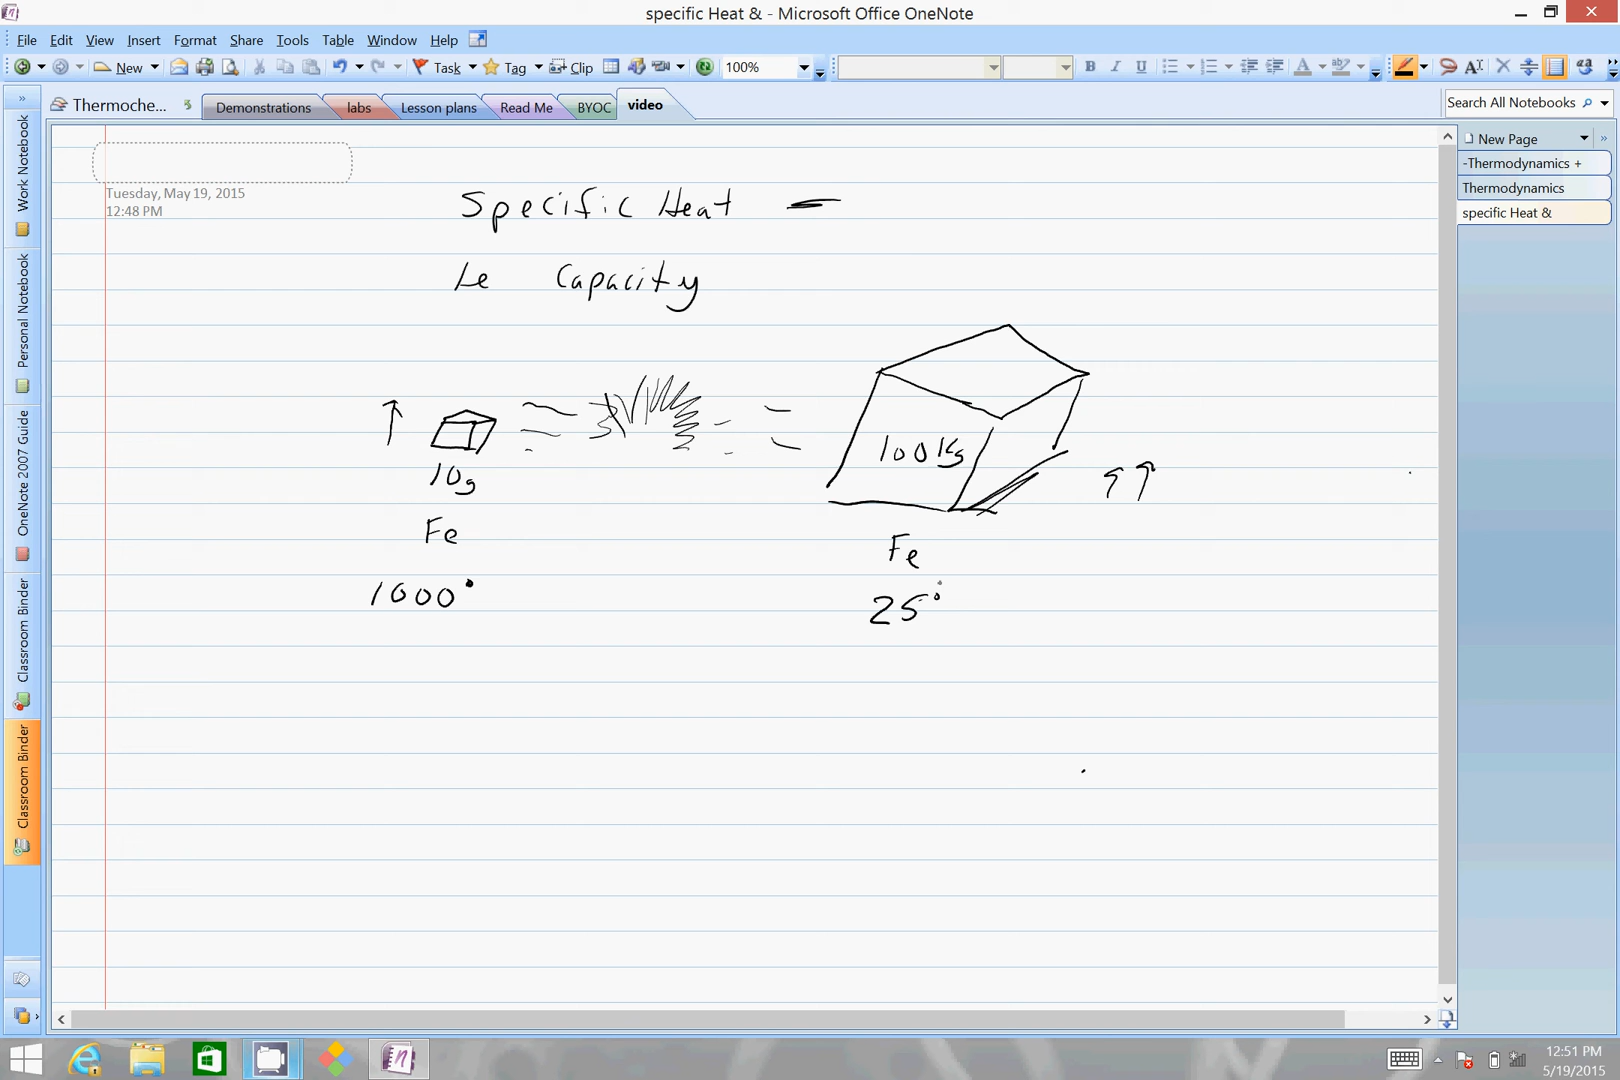 specific Heat & - Microsoft Office OneNote
File Edit View Insert Format Share Tools Table Window Help
New Task Tag Clip 100% B I U A
Thermoche... Demonstrations labs Lesson plans Read Me BYOC video Search All Notebooks
Work Notebook
Personal Notebook
OneNote 2007 Guide
Classroom Binder
Classroom Binder
New Page
-Thermodynamics +
Thermodynamics
specific Heat &
Tuesday, May 19, 2015
12:48 PM
Specific Heat -
Capacity
10g
Fe
1000°
100 Kg
Fe
25°
12:51 PM
5/19/2015